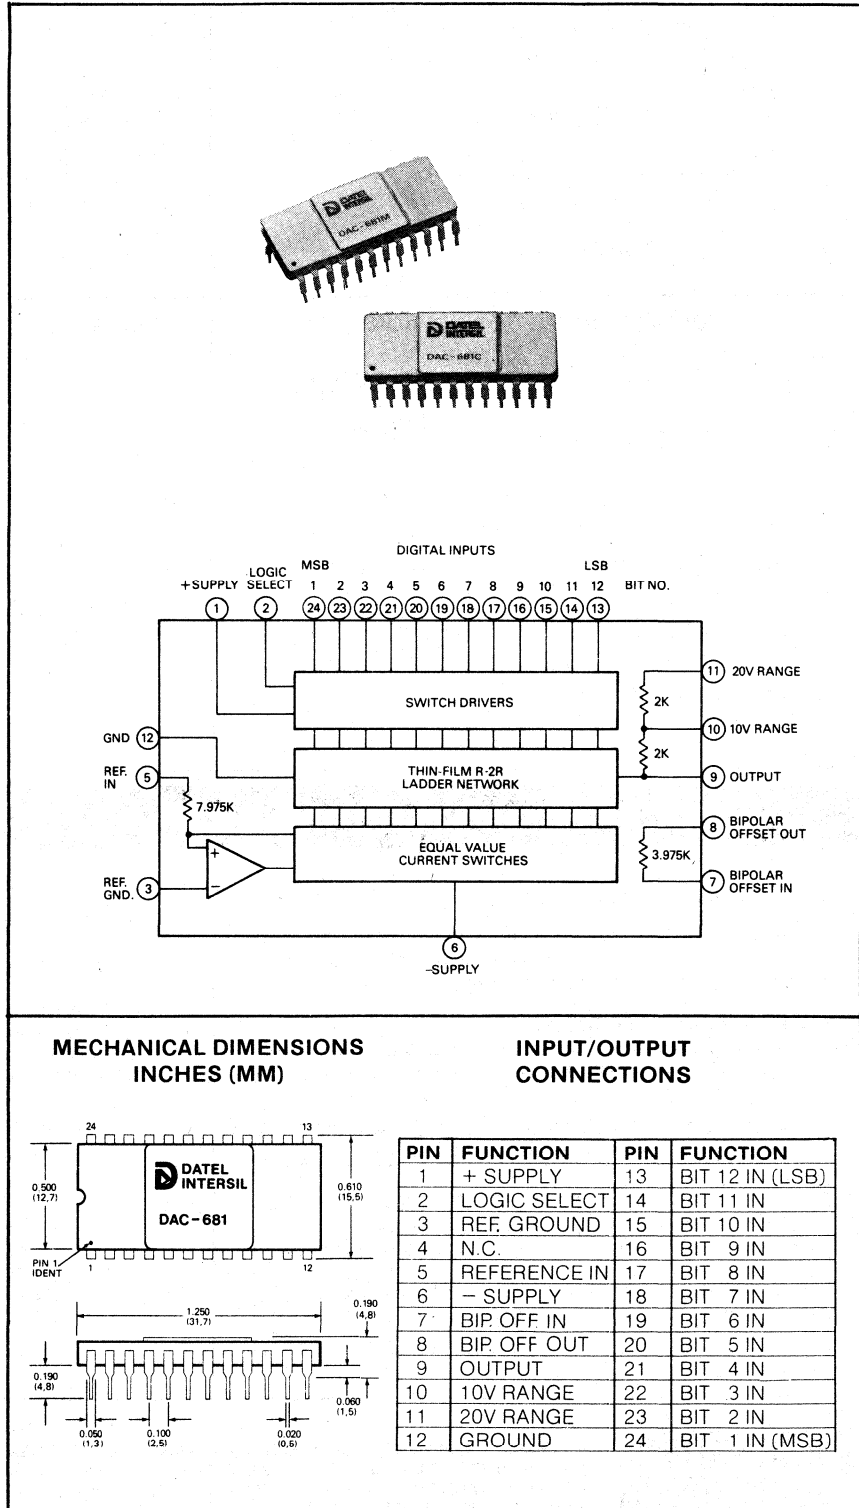 DATEL
INTERSIL
DAC-681M
DATEL
INTERSIL
DAC-681C
DIGITAL INPUTS
MSB LSB
+SUPPLY LOGIC SELECT 1 2 3 4 5 6 7 8 9 10 11 12 BIT NO.
1 2 24 23 22 21 20 19 18 17 16 15 14 13
SWITCH DRIVERS
11 20V RANGE
2K
10 10V RANGE
2K
9 OUTPUT
GND 12
THIN-FILM R-2R
LADDER NETWORK
REF.
IN 5
7.975K
EQUAL VALUE
CURRENT SWITCHES
8 BIPOLAR
OFFSET OUT
3.975K
7 BIPOLAR
OFFSET IN
+
−
REF.
GND. 3
6
-SUPPLY
MECHANICAL DIMENSIONS
INCHES (MM)
24 13
0.500
(12,7)
DATEL
INTERSIL
DAC-681
0.610
(15,5)
PIN 1
IDENT
1 12
1.250
(31,7)
0.190
(4,8)
0.190
(4,8)
0.060
(1,5)
0.050
(1,3)
0.100
(2,5)
0.020
(0,6)
INPUT/OUTPUT
CONNECTIONS
PIN FUNCTION PIN FUNCTION
1 + SUPPLY 13 BIT 12 IN (LSB)
2 LOGIC SELECT 14 BIT 11 IN
3 REF. GROUND 15 BIT 10 IN
4 N.C. 16 BIT 9 IN
5 REFERENCE IN 17 BIT 8 IN
6 − SUPPLY 18 BIT 7 IN
7 BIP. OFF. IN 19 BIT 6 IN
8 BIP. OFF. OUT 20 BIT 5 IN
9 OUTPUT 21 BIT 4 IN
10 10V RANGE 22 BIT 3 IN
11 20V RANGE 23 BIT 2 IN
12 GROUND 24 BIT 1 IN (MSB)